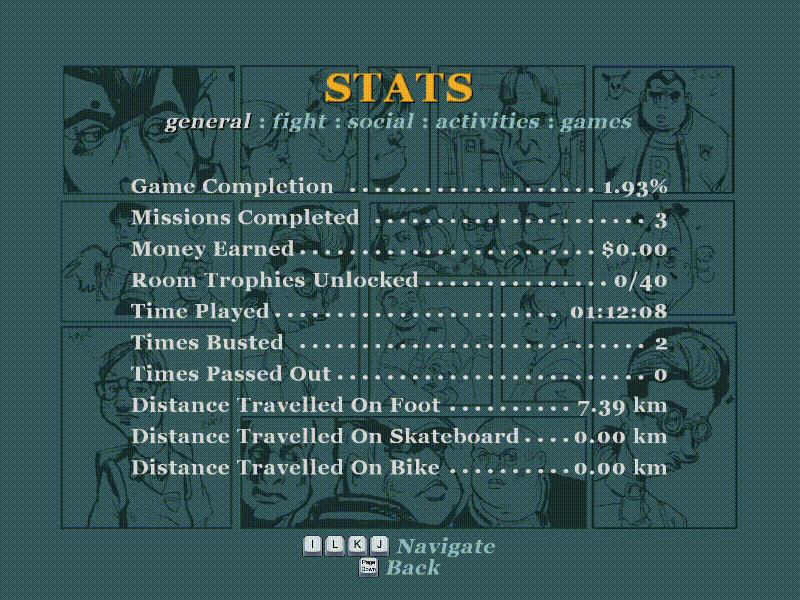 STATS
general : fight : social : activities : games
Game Completion .................... 1.93%
Missions Completed .......................... 3
Money Earned............................ $0.00
Room Trophies Unlocked............... 0/40
Time Played........................... 01:12:08
Times Busted ................................. 2
Times Passed Out ............................. 0
Distance Travelled On Foot .......... 7.39 km
Distance Travelled On Skateboard....0.00 km
Distance Travelled On Bike ..........0.00 km
I L K J Navigate
Page Down Back